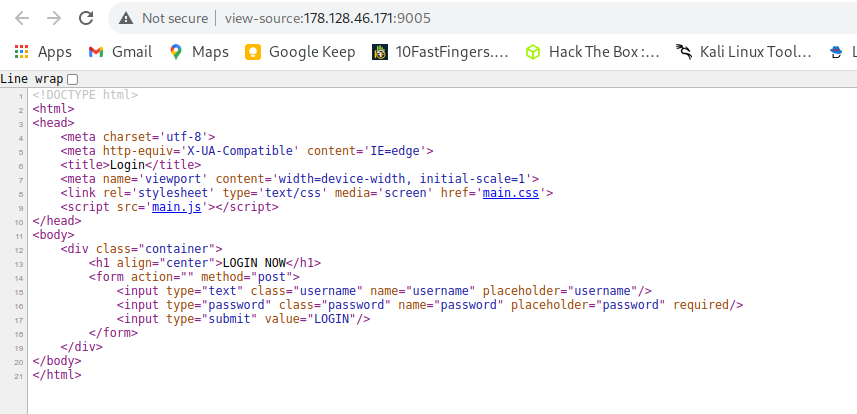 Not secure | view-source:178.128.46.171:9005
Apps Gmail Maps Google Keep 10FastFingers.... Hack The Box :... Kali Linux Tool... L
Line wrap
1 <!DOCTYPE html>
2 <html>
3 <head>
4     <meta charset='utf-8'>
5     <meta http-equiv='X-UA-Compatible' content='IE=edge'>
6     <title>Login</title>
7     <meta name='viewport' content='width=device-width, initial-scale=1'>
8     <link rel='stylesheet' type='text/css' media='screen' href='main.css'>
9     <script src='main.js'></script>
10 </head>
11 <body>
12     <div class="container">
13         <h1 align="center">LOGIN NOW</h1>
14         <form action="" method="post">
15             <input type="text" class="username" name="username" placeholder="username"/>
16             <input type="password" class="password" name="password" placeholder="password" required/>
17             <input type="submit" value="LOGIN"/>
18         </form>
19     </div>
20 </body>
21 </html>